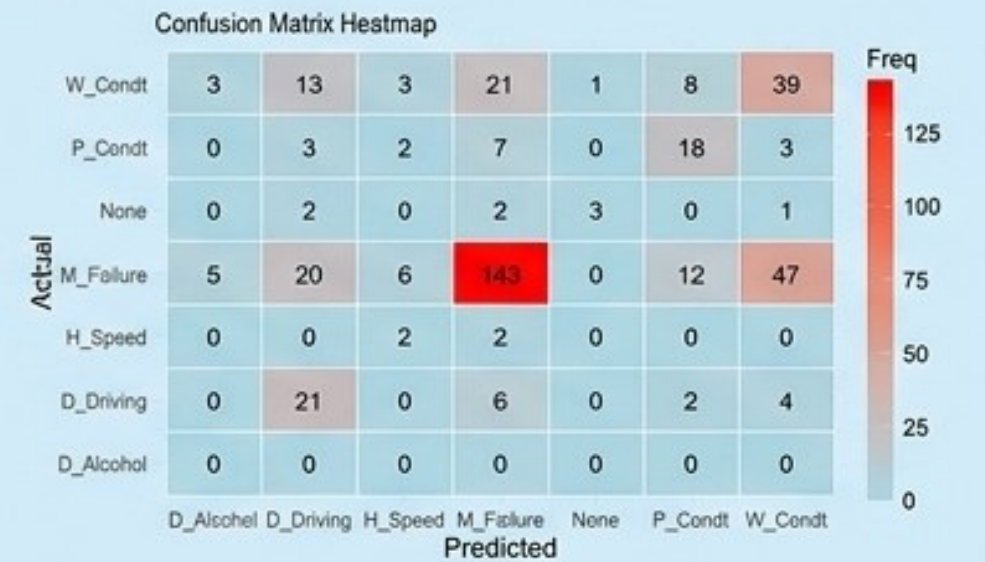 Confusion Matrix Hestmap
Freq
W_Condt 3 13 3 21 1 8 39
P_Condt 0 3 2 7 0 18 3
None 0 2 0 2 3 0 1
M_Failure 5 20 6 143 0 12 47
H_Speed 0 0 2 2 0 0 0
D_Driving 0 21 0 6 0 2 4
D_Alcohol 0 0 0 0 0 0 0
Actual
D_Alsohel D_Driving H_Speed M_Failure None P_Condt W_Condt
Predicted
125
100
75
50
25
0